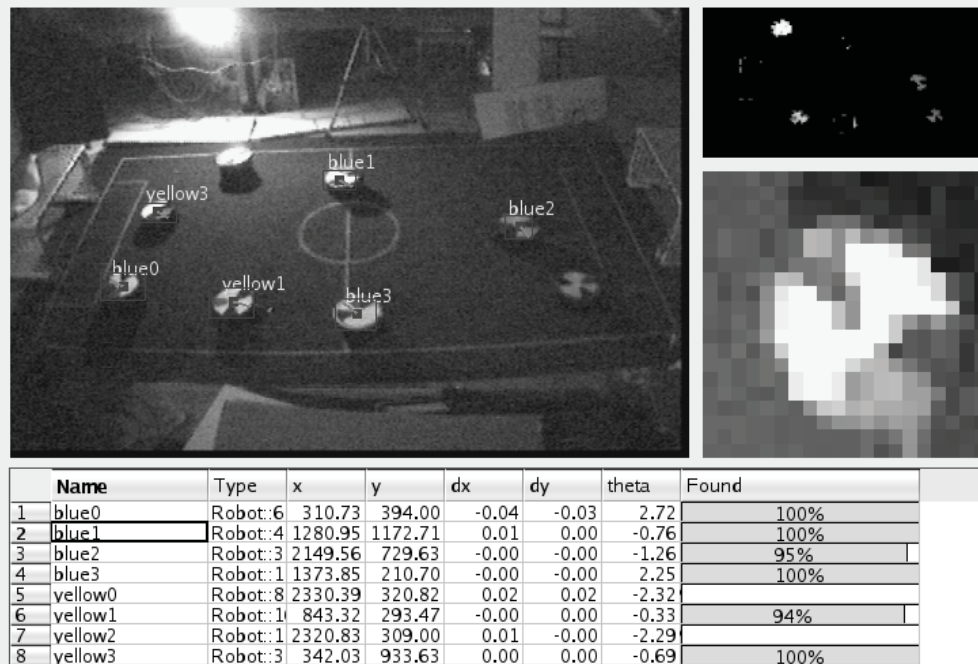 blue1
yellow3
blue2
blue0
yellow1
blue3
Name Type x y dx dy theta Found
1 blue0 Robot::6 310.73 394.00 -0.04 -0.03 2.72 100%
2 blue1 Robot::4 1280.95 1172.71 0.01 0.00 -0.76 100%
3 blue2 Robot::3 2149.56 729.63 -0.00 -0.00 -1.26 95%
4 blue3 Robot::1 1373.85 210.70 -0.00 -0.00 2.25 100%
5 yellow0 Robot::8 2330.39 320.82 0.02 0.02 -2.32
6 yellow1 Robot::1 843.32 293.47 -0.00 0.00 -0.33 94%
7 yellow2 Robot::1 2320.83 309.00 0.01 -0.00 -2.29
8 yellow3 Robot::3 342.03 933.63 0.00 0.00 -0.69 100%